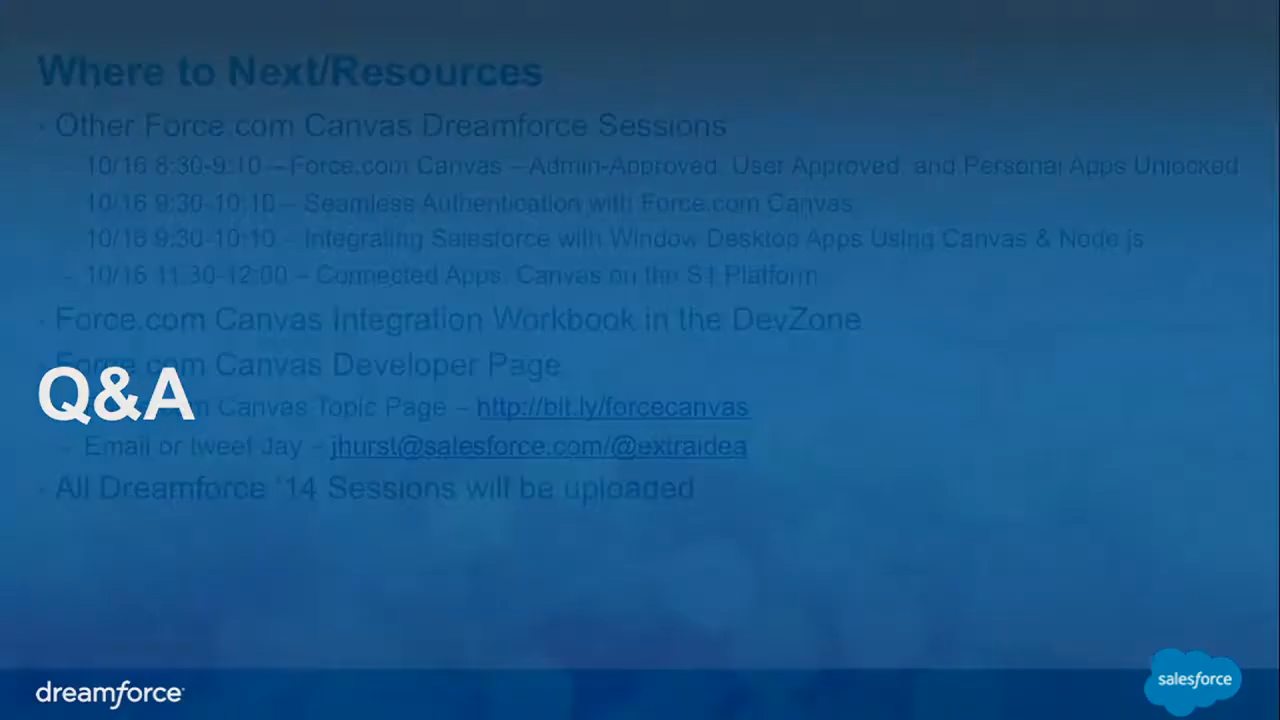 Where to Next/Resources
· Other Force.com Canvas Dreamforce Sessions
10/16 8:30-9:10 – Force.com Canvas – Admin-Approved, User Approved, and Personal Apps Unlocked
10/16 9:30-10:10 – Seamless Authentication with Force.com Canvas
10/16 9:30-10:10 – Integrating Salesforce with Window Desktop Apps Using Canvas & Node.js
– 10/16 11:30-12:00 – Connected Apps, Canvas on the S1 Platform
· Force.com Canvas Integration Workbook in the DevZone
· Force.com Canvas Developer Page
Q&A
Canvas Topic Page – http://bit.ly/forcecanvas
– Email or tweet Jay – jhurst@salesforce.com/@extraidea
· All Dreamforce '14 Sessions will be uploaded
dreamforce
salesforce